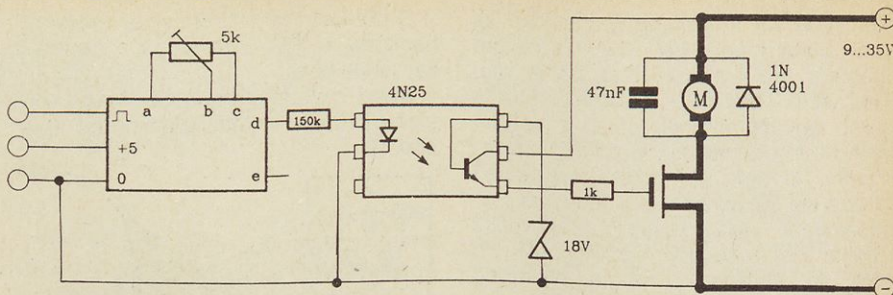 5k
a b c
⎍ d
+5
0 e
150k
4N25
1k
18V
47nF
M
1N
4001
+
9...35V
−